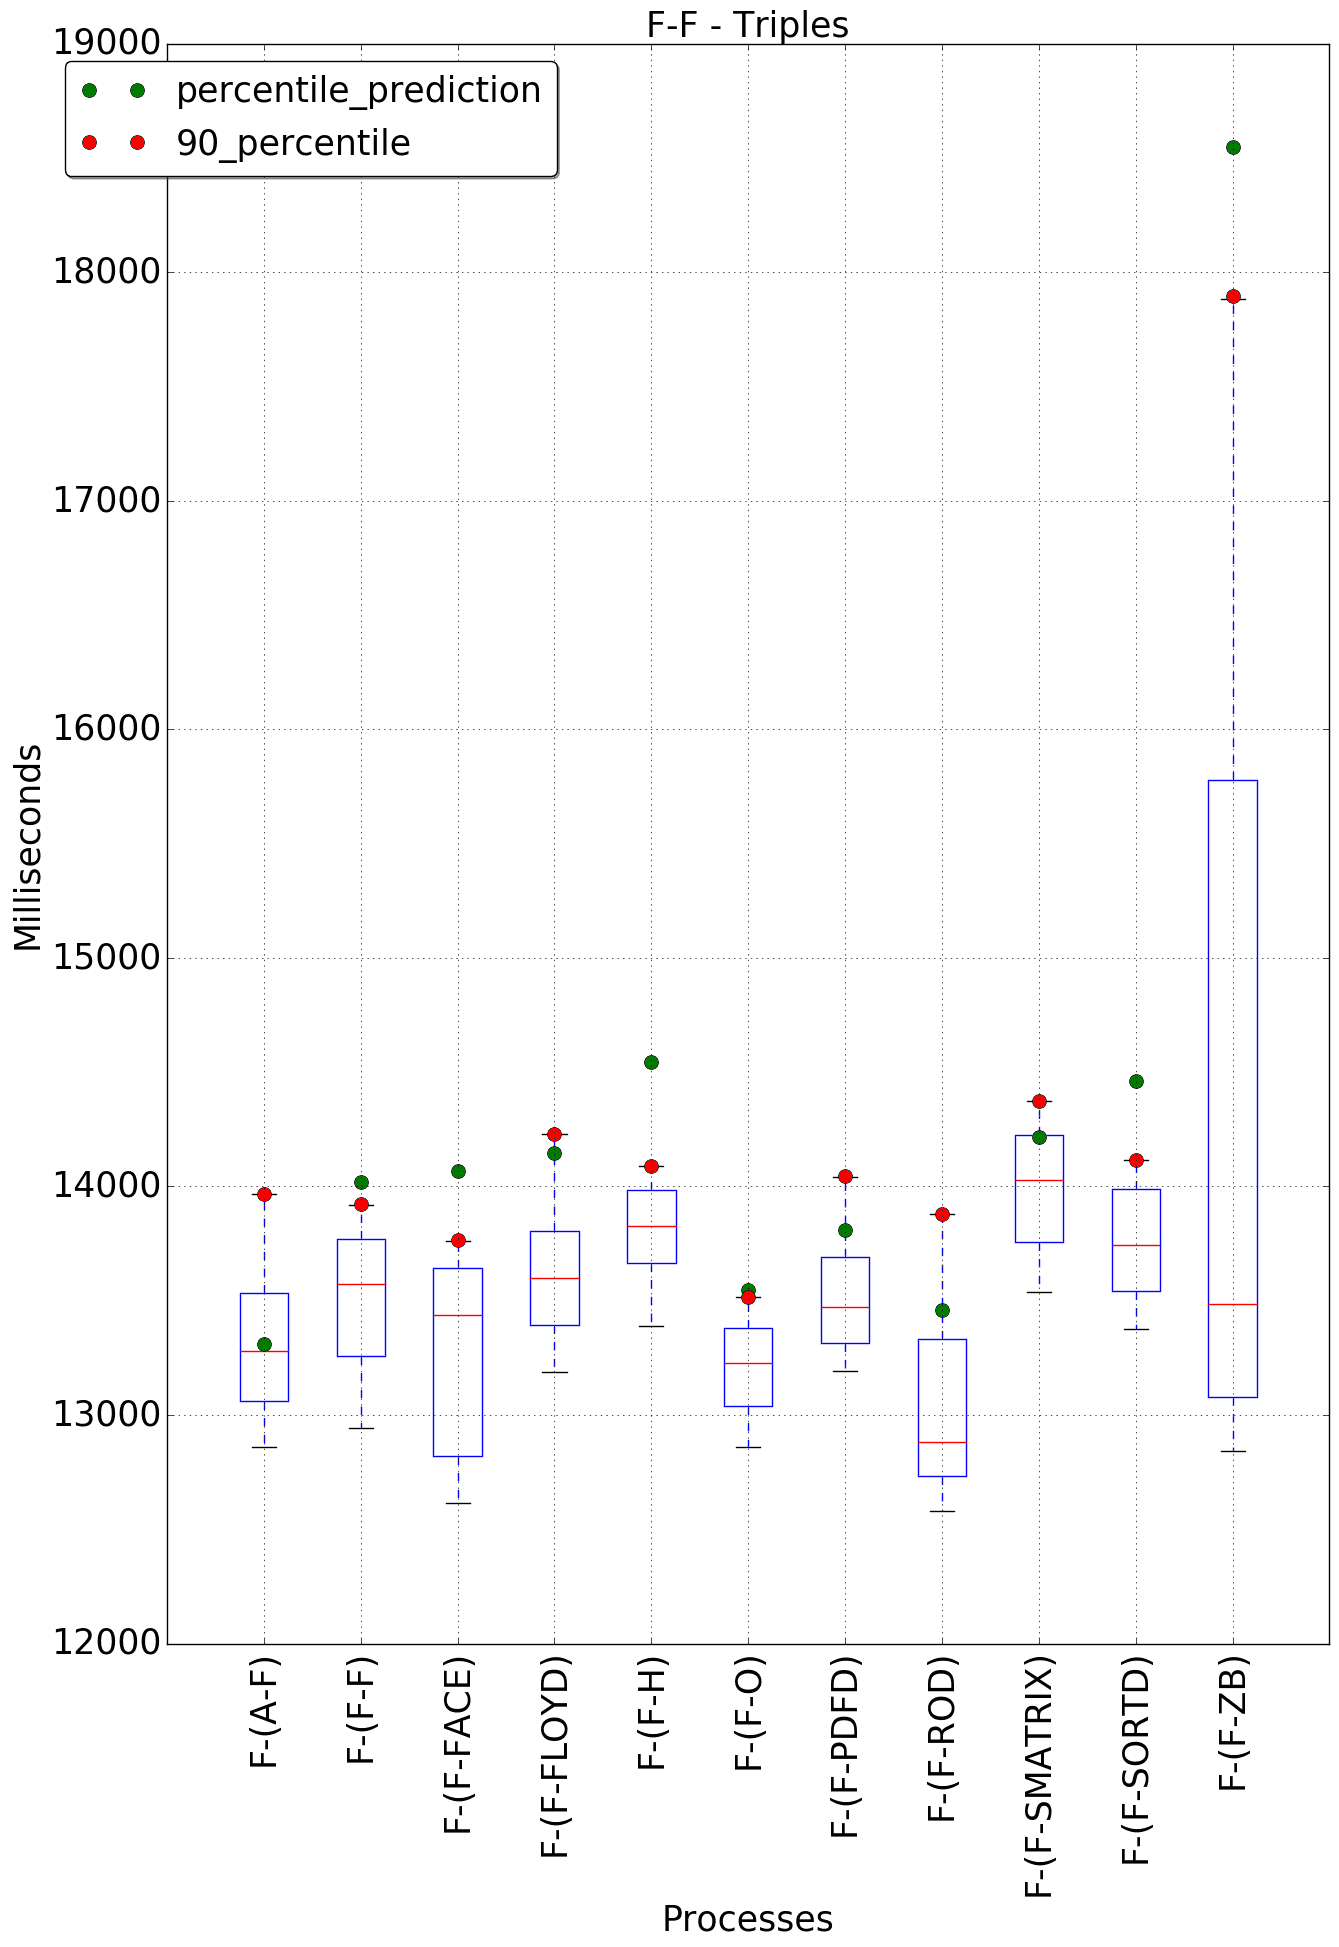 F-F - Triples
percentile_prediction
90_percentile
19000
18000
17000
16000
15000
14000
13000
12000
Milliseconds
F-(A-F)
F-(F-F)
F-(F-FACE)
F-(F-FLOYD)
F-(F-H)
F-(F-O)
F-(F-PDFD)
F-(F-ROD)
F-(F-SMATRIX)
F-(F-SORTD)
F-(F-ZB)
Processes